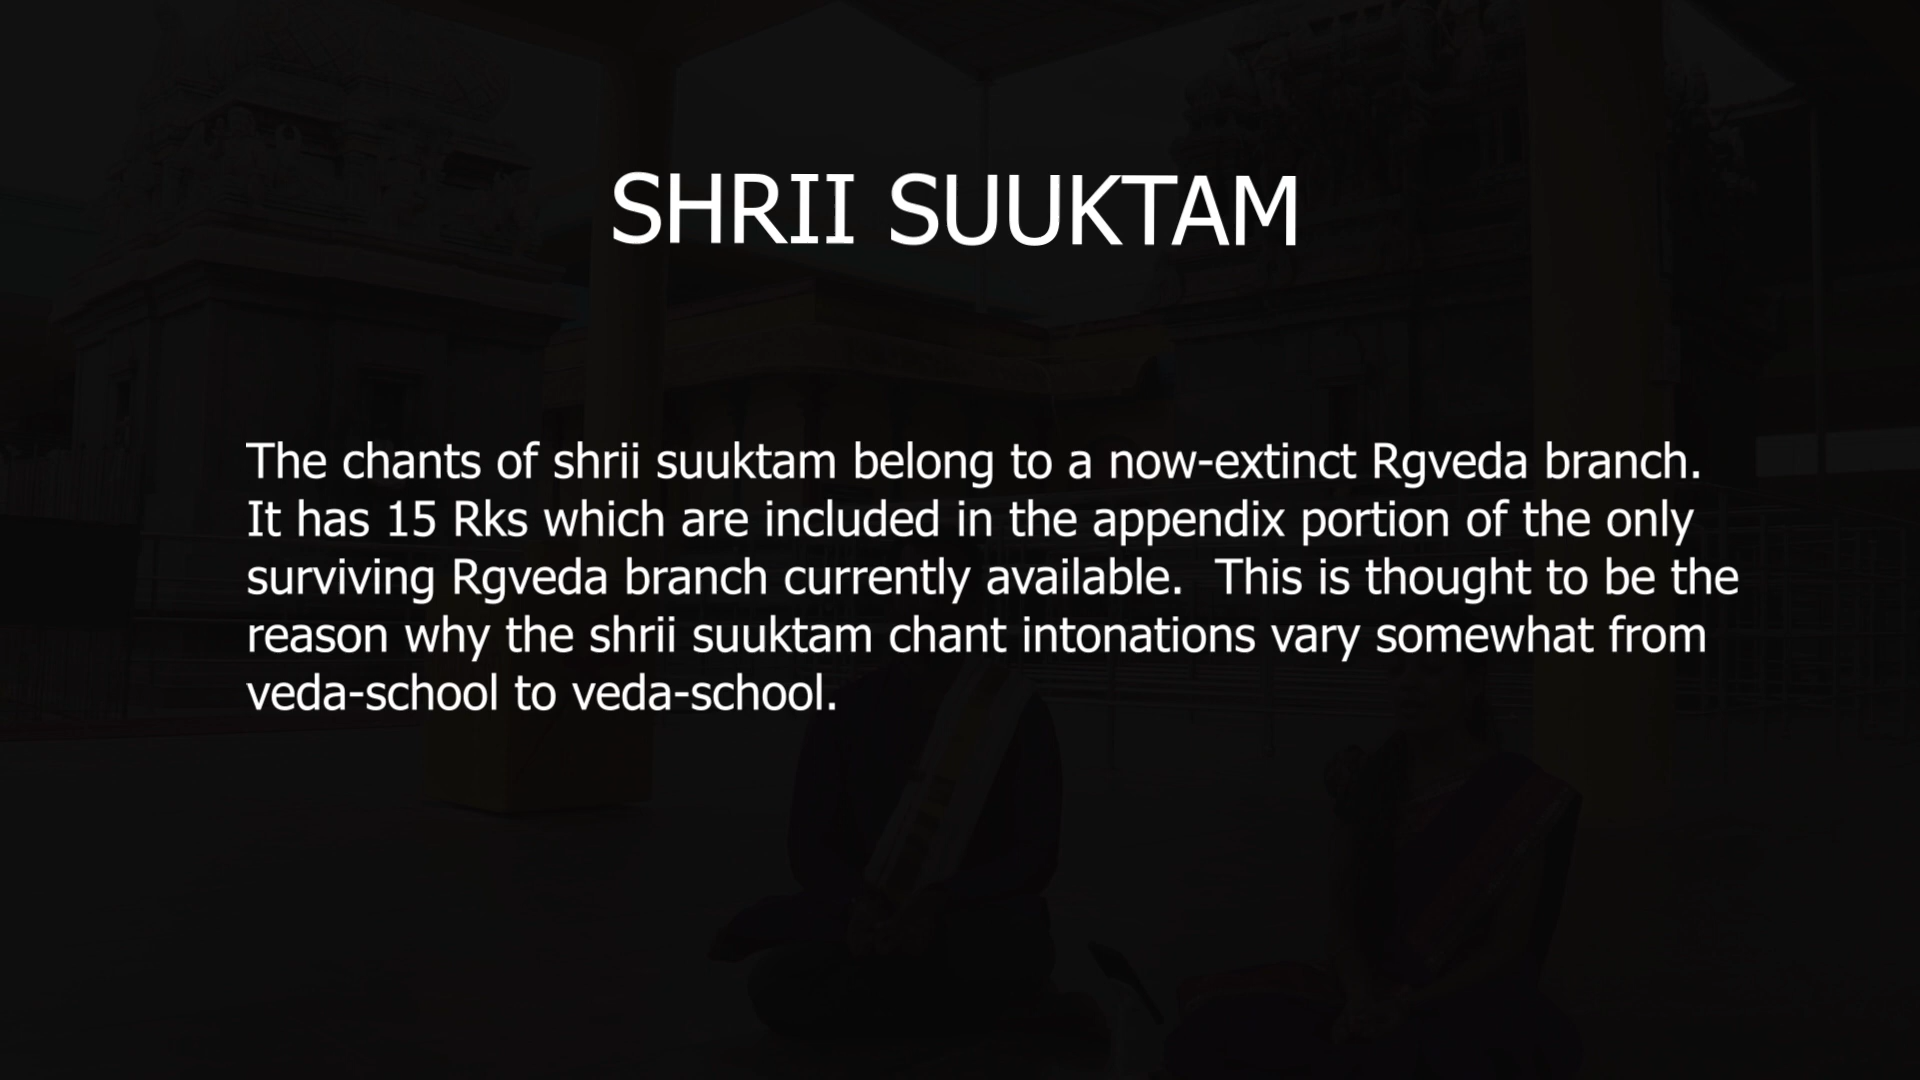 SHRII SUUKTAM
The chants of shrii suuktam belong to a now-extinct Rgveda branch.
It has 15 Rks which are included in the appendix portion of the only
surviving Rgveda branch currently available.  This is thought to be the
reason why the shrii suuktam chant intonations vary somewhat from
veda-school to veda-school.